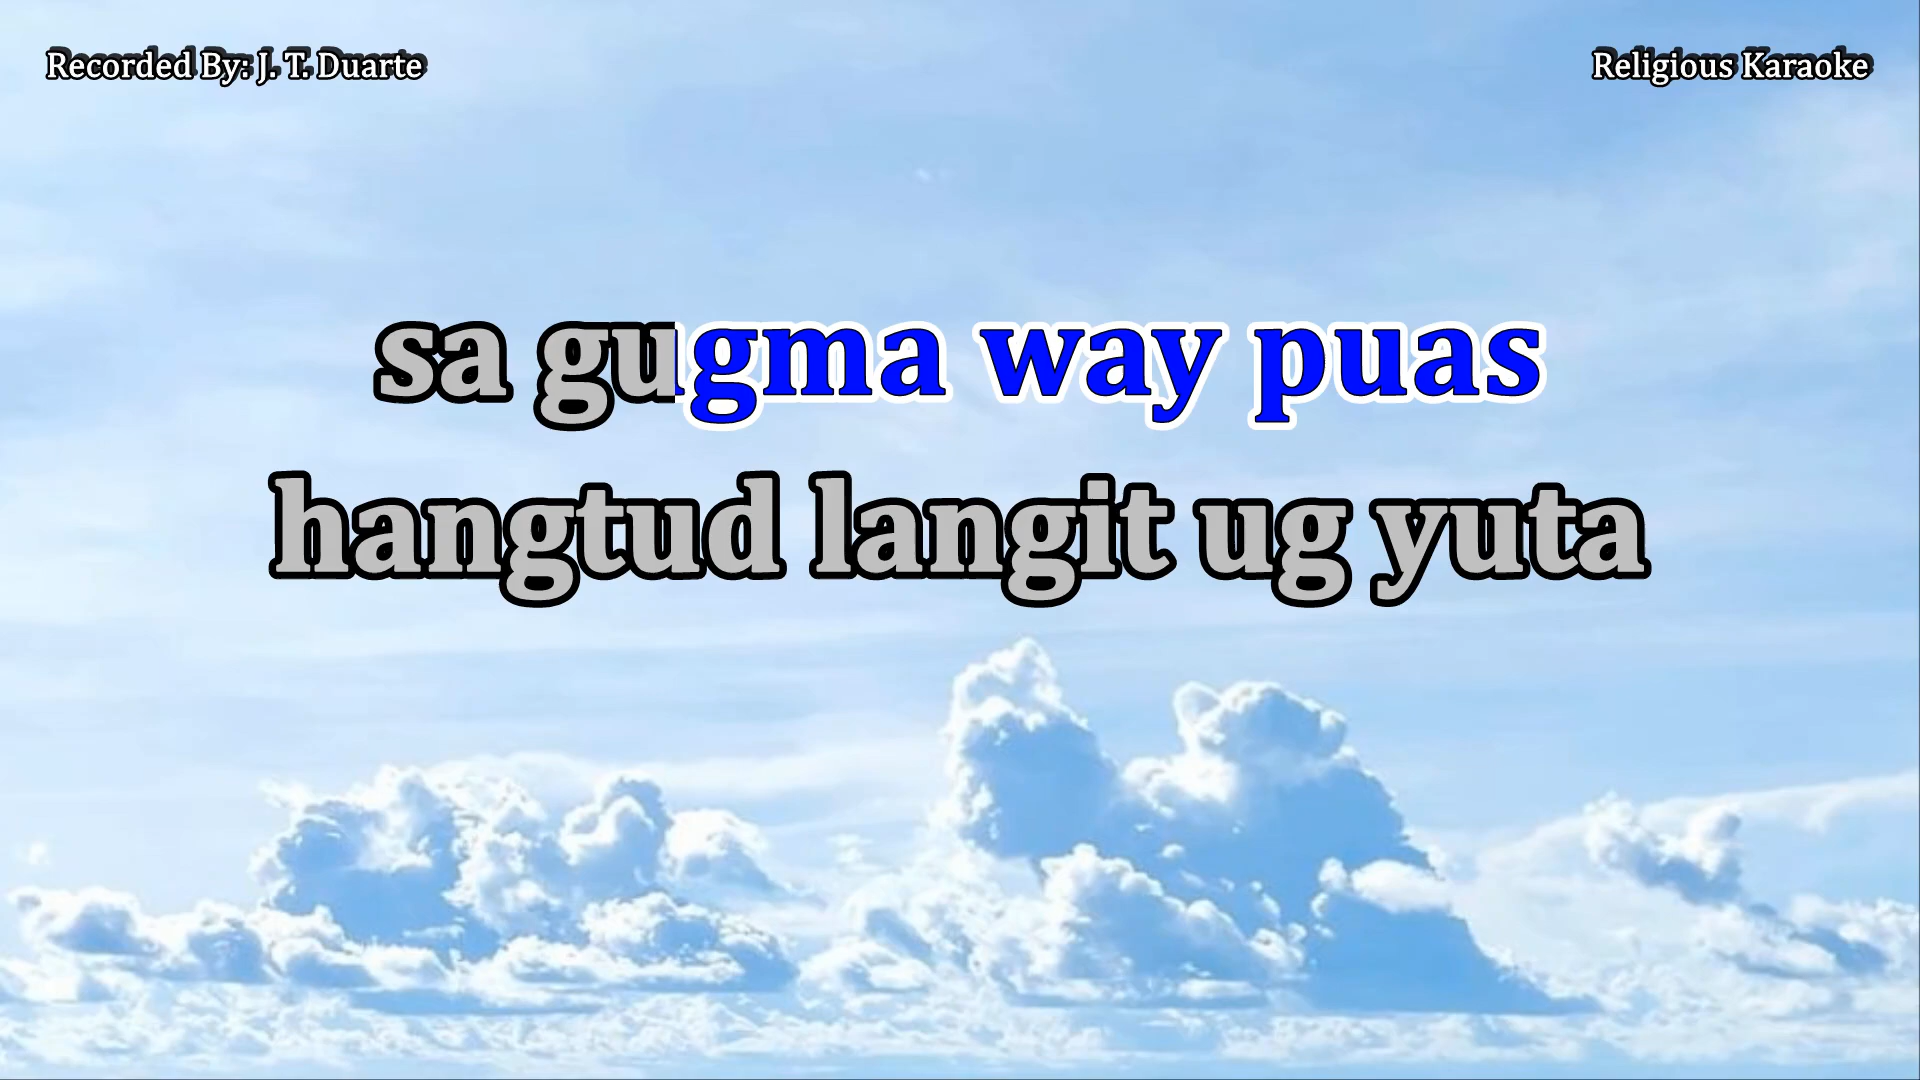 Recorded By: J. T. Duarte
Religious Karaoke
sa gugma way puas
hangtud langit ug yuta